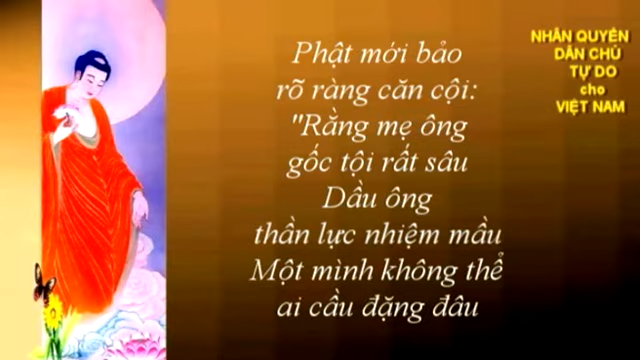 Phật mới bảo
rõ ràng căn cội:
"Rằng mẹ ông
gốc tội rất sâu
Dầu ông
thần lực nhiệm mầu
Một mình không thể
ai cầu đặng đâu
NHÂN QUYỀN
DÂN CHỦ
TỰ DO
cho
VIỆT NAM